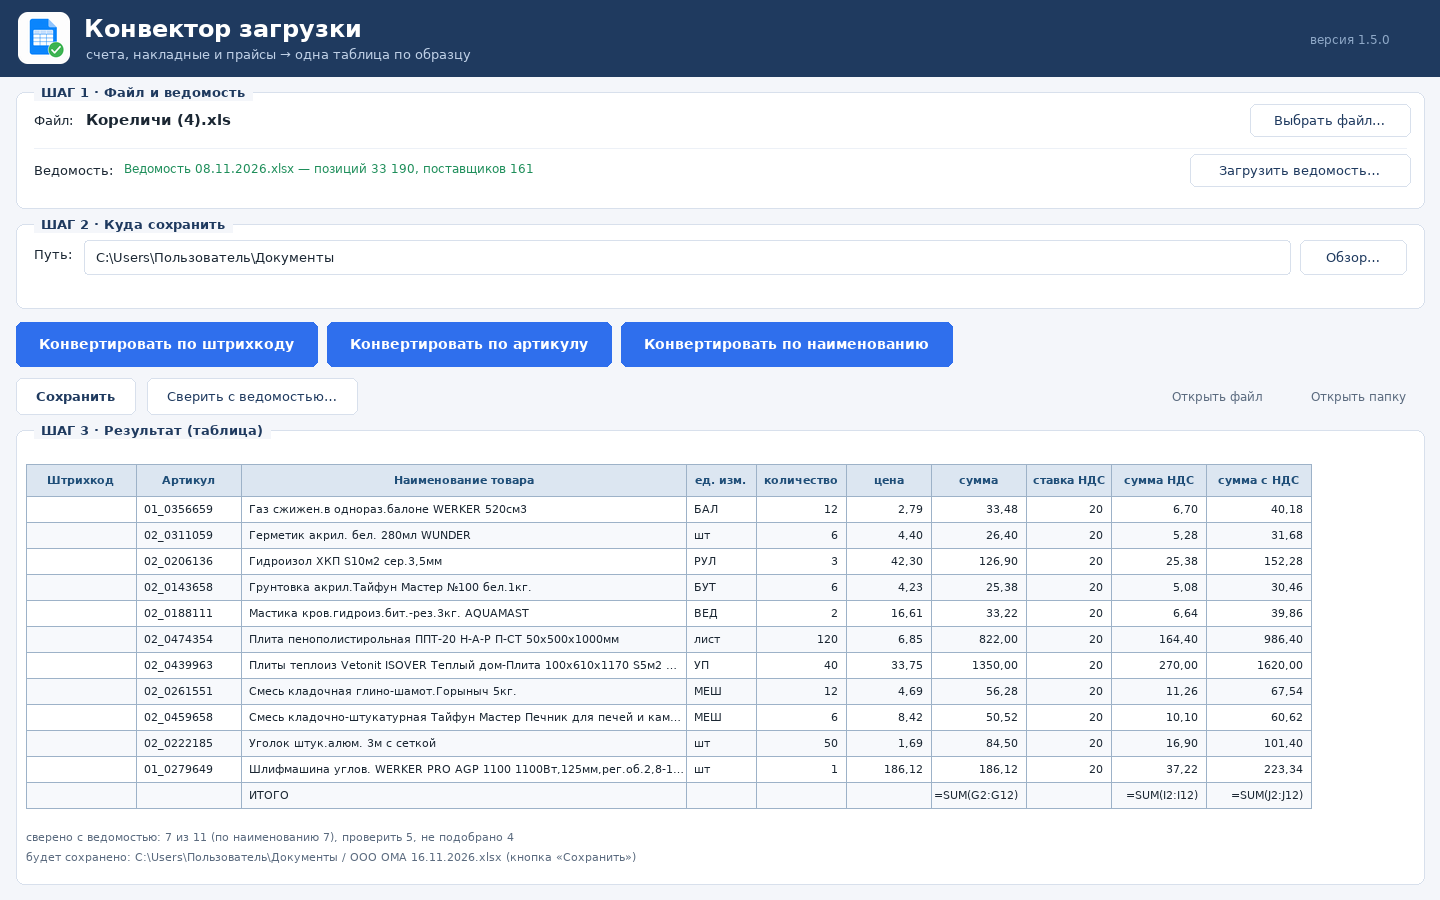 Конвектор загрузки
счета, накладные и прайсы → одна таблица по образцу
версия 1.5.0
ШАГ 1 · Файл и ведомость
Файл: Кореличи (4).xls Выбрать файл...
Ведомость: Ведомость 08.11.2026.xlsx — позиций 33 190, поставщиков 161 Загрузить ведомость...
ШАГ 2 · Куда сохранить
Путь: C:\Users\Пользователь\Документы Обзор...
Конвертировать по штрихкоду Конвертировать по артикулу Конвертировать по наименованию
Сохранить Сверить с ведомостью... Открыть файл Открыть папку
ШАГ 3 · Результат (таблица)
Штрихкод Артикул Наименование товара ед. изм. количество цена сумма ставка НДС сумма НДС сумма с НДС
01_0356659 Газ сжижен.в однораз.балоне WERKER 520см3 БАЛ 12 2,79 33,48 20 6,70 40,18
02_0311059 Герметик акрил. бел. 280мл WUNDER шт 6 4,40 26,40 20 5,28 31,68
02_0206136 Гидроизол ХКП S10м2 сер.3,5мм РУЛ 3 42,30 126,90 20 25,38 152,28
02_0143658 Грунтовка акрил.Тайфун Мастер №100 бел.1кг. БУТ 6 4,23 25,38 20 5,08 30,46
02_0188111 Мастика кров.гидроиз.бит.-рез.3кг. AQUAMAST ВЕД 2 16,61 33,22 20 6,64 39,86
02_0474354 Плита пенополистирольная ППТ-20 Н-А-Р П-СТ 50х500х1000мм лист 120 6,85 822,00 20 164,40 986,40
02_0439963 Плиты теплоиз Vetonit ISOVER Теплый дом-Плита 100х610х1170 S5м2 ... УП 40 33,75 1350,00 20 270,00 1620,00
02_0261551 Смесь кладочная глино-шамот.Горыныч 5кг. МЕШ 12 4,69 56,28 20 11,26 67,54
02_0459658 Смесь кладочно-штукатурная Тайфун Мастер Печник для печей и кам... МЕШ 6 8,42 50,52 20 10,10 60,62
02_0222185 Уголок штук.алюм. 3м с сеткой шт 50 1,69 84,50 20 16,90 101,40
01_0279649 Шлифмашина углов. WERKER PRO AGP 1100 1100Вт,125мм,рег.об.2,8-1... шт 1 186,12 186,12 20 37,22 223,34
ИТОГО =SUM(G2:G12) =SUM(I2:I12) =SUM(J2:J12)
сверено с ведомостью: 7 из 11 (по наименованию 7), проверить 5, не подобрано 4
будет сохранено: C:\Users\Пользователь\Документы / ООО ОМА 16.11.2026.xlsx (кнопка «Сохранить»)